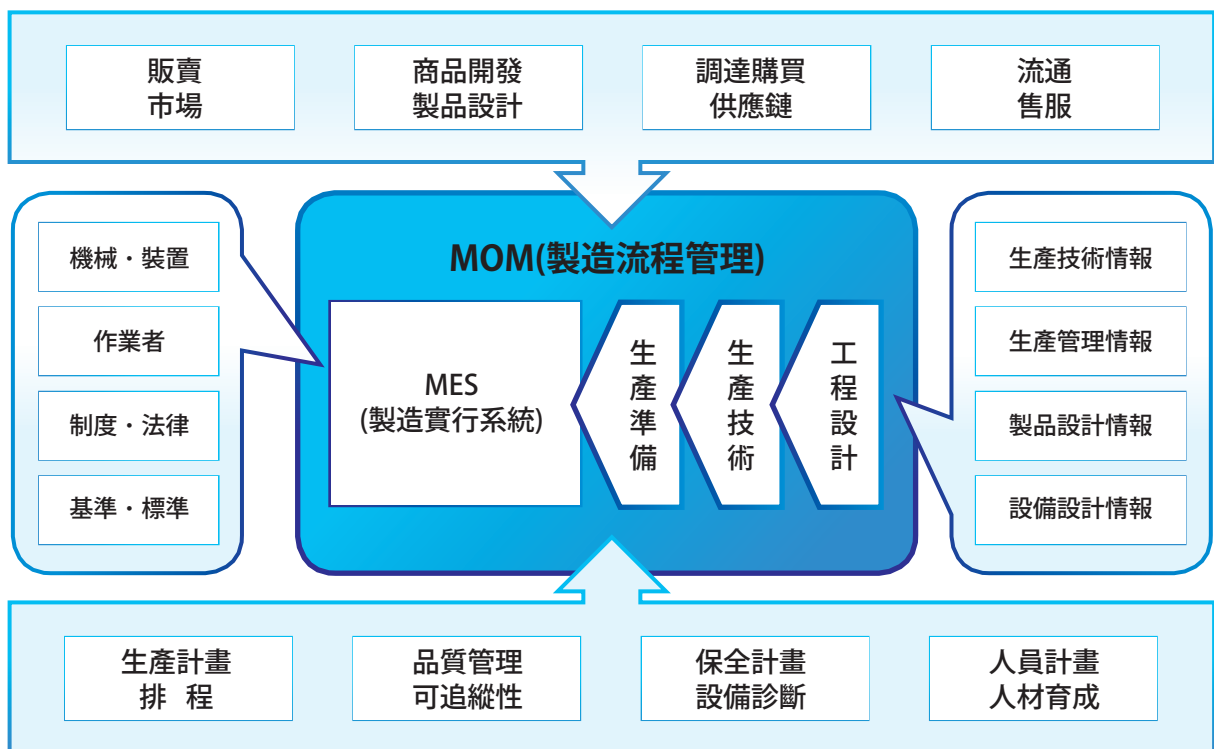 販賣
市場
商品開發
製品設計
調達購買
供應鏈
流通
售服
機械・裝置
作業者
制度・法律
基準・標準
MOM(製造流程管理)
MES
(製造實行系統)
生產準備
生產技術
工程設計
生產技術情報
生產管理情報
製品設計情報
設備設計情報
生產計畫
排 程
品質管理
可追縱性
保全計畫
設備診斷
人員計畫
人材育成